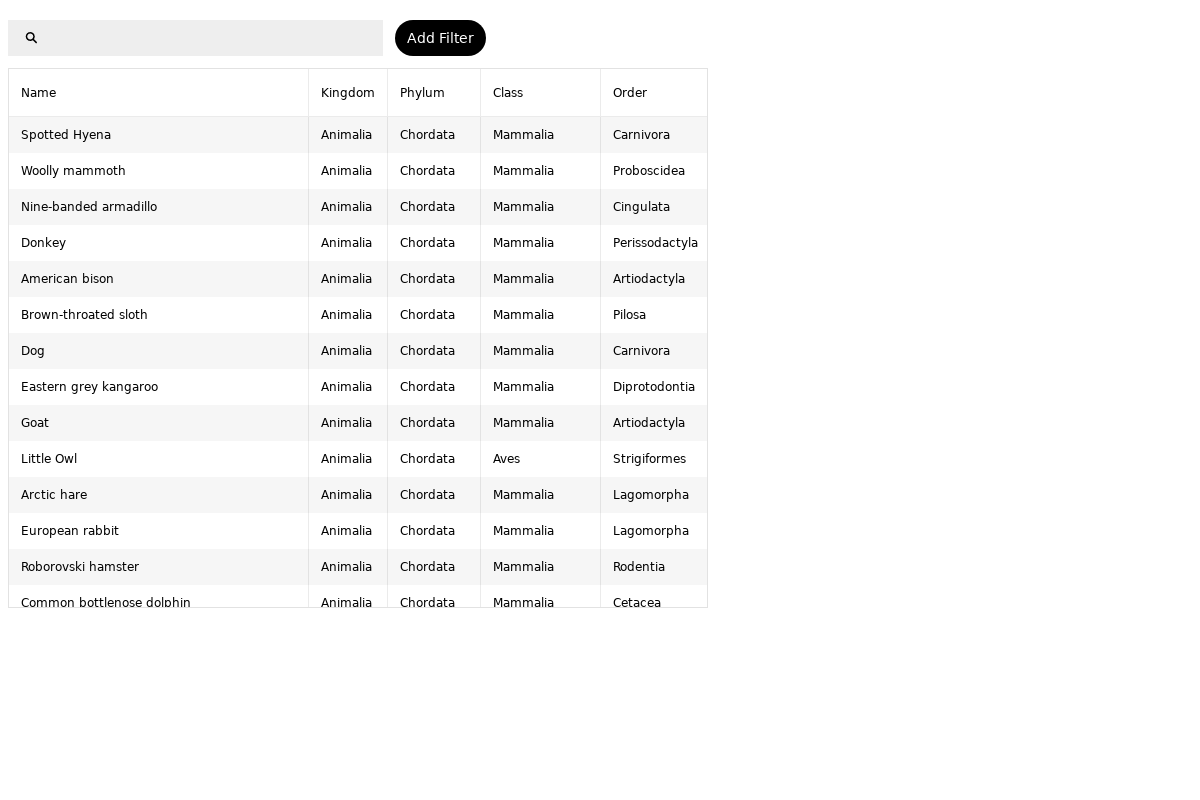 Add Filter
Name Kingdom Phylum Class Order
Spotted Hyena Animalia Chordata Mammalia Carnivora
Woolly mammoth Animalia Chordata Mammalia Proboscidea
Nine-banded armadillo Animalia Chordata Mammalia Cingulata
Donkey Animalia Chordata Mammalia Perissodactyla
American bison Animalia Chordata Mammalia Artiodactyla
Brown-throated sloth Animalia Chordata Mammalia Pilosa
Dog Animalia Chordata Mammalia Carnivora
Eastern grey kangaroo Animalia Chordata Mammalia Diprotodontia
Goat Animalia Chordata Mammalia Artiodactyla
Little Owl Animalia Chordata Aves Strigiformes
Arctic hare Animalia Chordata Mammalia Lagomorpha
European rabbit Animalia Chordata Mammalia Lagomorpha
Roborovski hamster Animalia Chordata Mammalia Rodentia
Common bottlenose dolphin Animalia Chordata Mammalia Cetacea